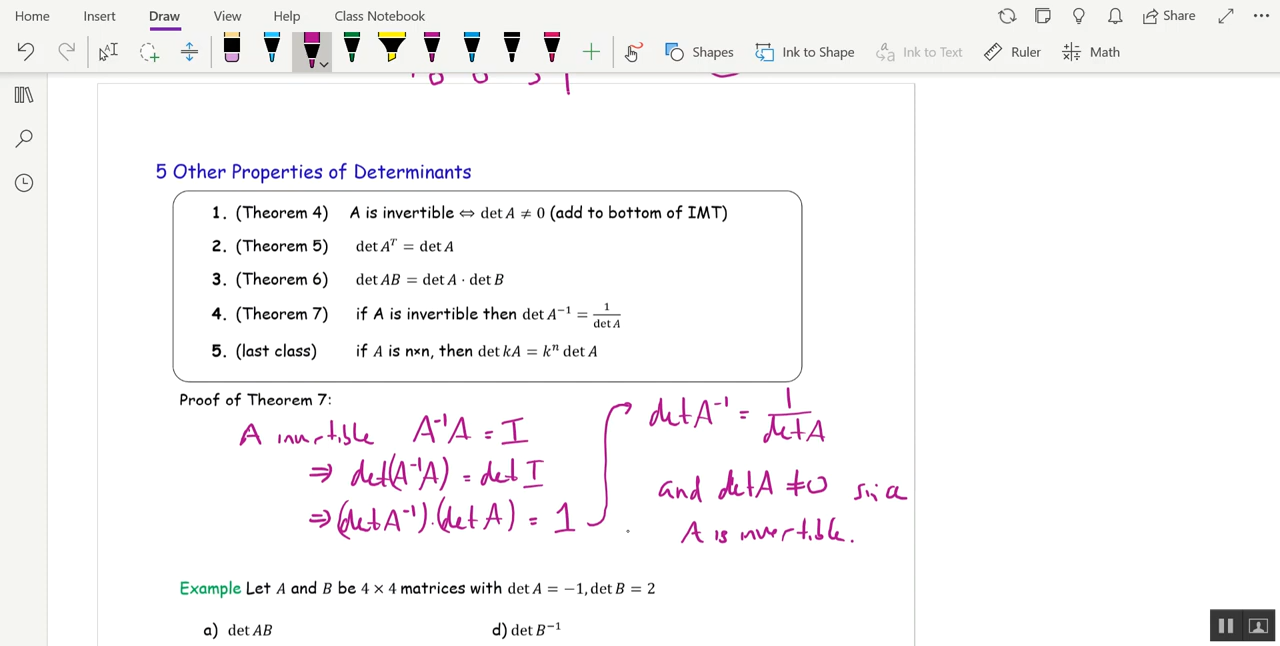 Home Insert Draw View Help Class Notebook Share
Shapes Ink to Shape Ink to Text Ruler Math
5 Other Properties of Determinants
1. (Theorem 4) A is invertible ⇔ det A ≠ 0 (add to bottom of IMT)
2. (Theorem 5) det Aᵀ = det A
3. (Theorem 6) det AB = det A · det B
4. (Theorem 7) if A is invertible then det A⁻¹ = 1/det A
5. (last class) if A is n×n, then det kA = kⁿ det A
Proof of Theorem 7:
A invertible A⁻¹A = I
⇒ det(A⁻¹A) = det I
⇒ (det A⁻¹)·(det A) = 1
det A⁻¹ = 1/det A
and det A ≠ 0 since
A is invertible.
Example Let A and B be 4 × 4 matrices with det A = −1, det B = 2
a) det AB d) det B⁻¹